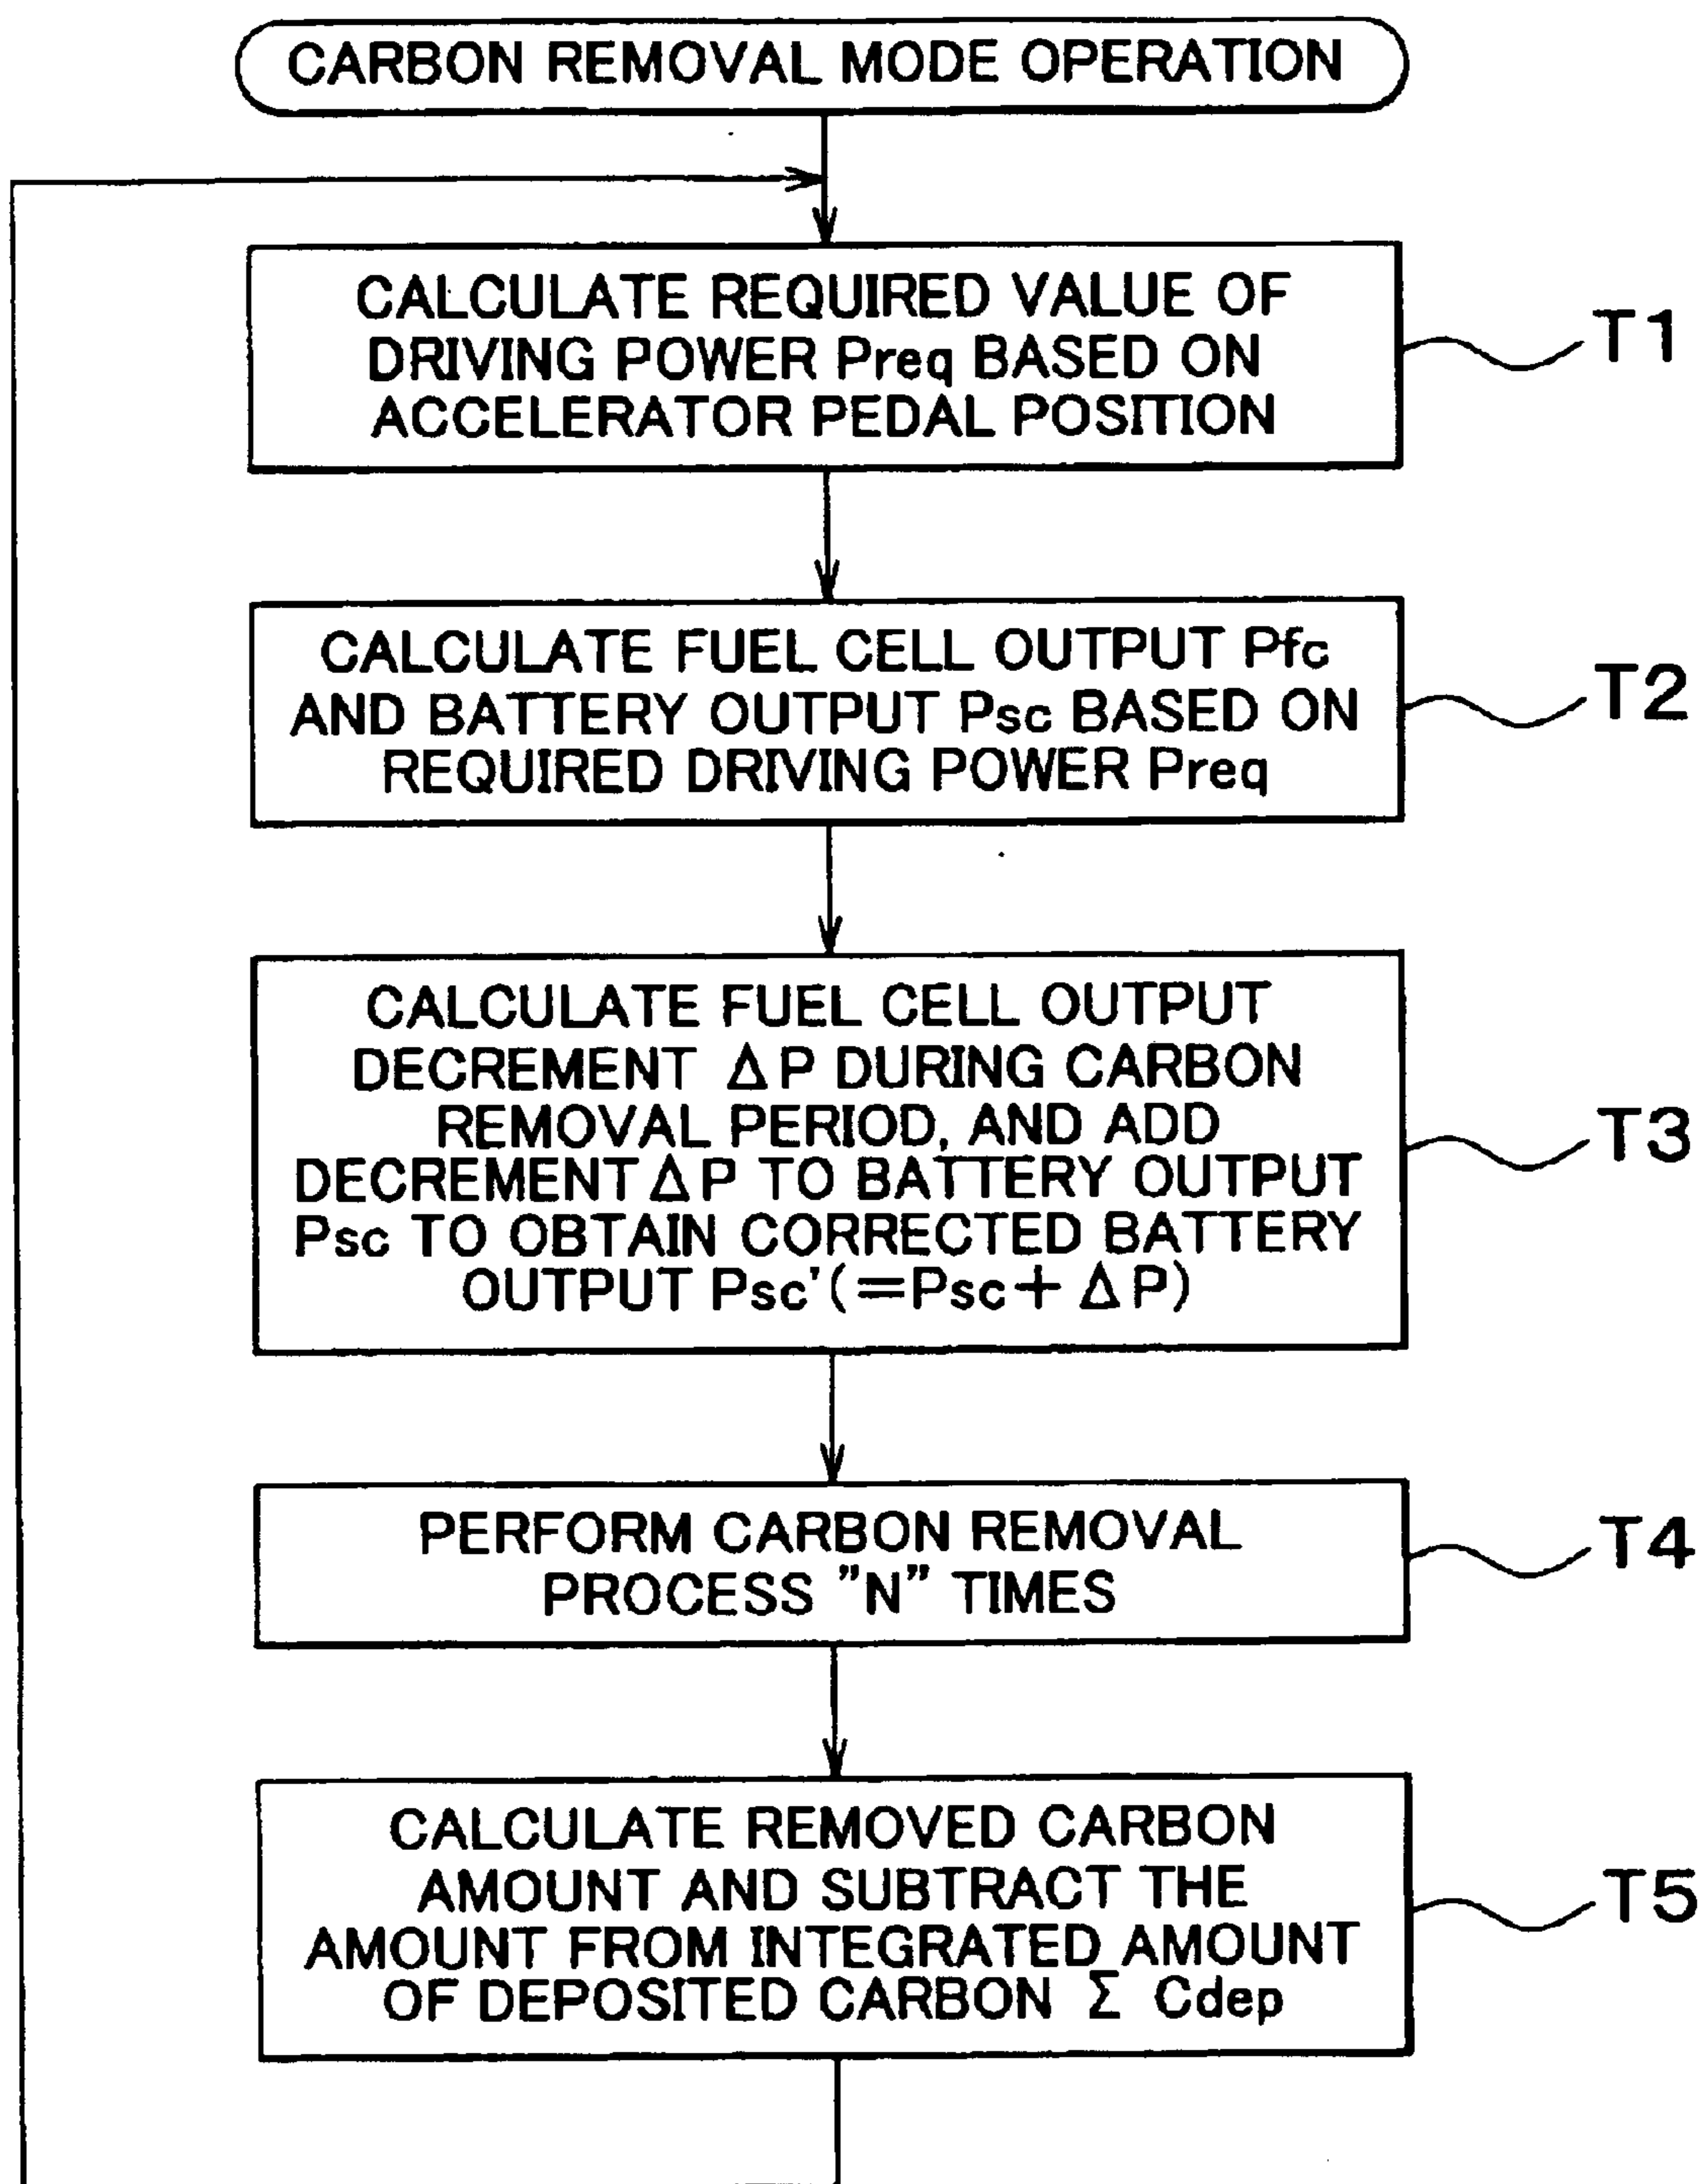 CARBON REMOVAL MODE OPERATION
CALCULATE REQUIRED VALUE OF
DRIVING POWER Preq BASED ON
ACCELERATOR PEDAL POSITION
T1
CALCULATE FUEL CELL OUTPUT Pfc
AND BATTERY OUTPUT Psc BASED ON
REQUIRED DRIVING POWER Preq
T2
CALCULATE FUEL CELL OUTPUT
DECREMENT ΔP DURING CARBON
REMOVAL PERIOD, AND ADD
DECREMENT ΔP TO BATTERY OUTPUT
Psc TO OBTAIN CORRECTED BATTERY
OUTPUT Psc'(=Psc+ΔP)
T3
PERFORM CARBON REMOVAL
PROCESS "N" TIMES
T4
CALCULATE REMOVED CARBON
AMOUNT AND SUBTRACT THE
AMOUNT FROM INTEGRATED AMOUNT
OF DEPOSITED CARBON Σ Cdep
T5